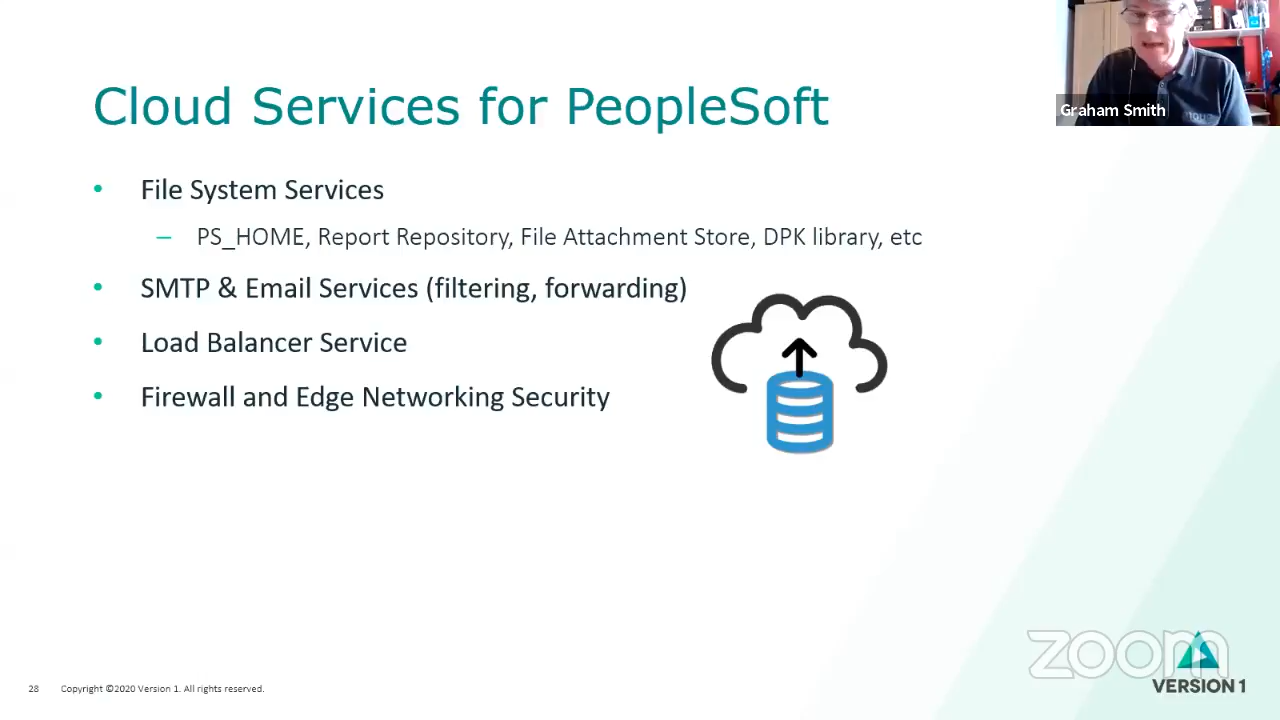 Graham Smith
Cloud Services for PeopleSoft
• File System Services
– PS_HOME, Report Repository, File Attachment Store, DPK library, etc
• SMTP & Email Services (filtering, forwarding)
• Load Balancer Service
• Firewall and Edge Networking Security
zoom
VERSION 1
28 Copyright ©2020 Version 1. All rights reserved.